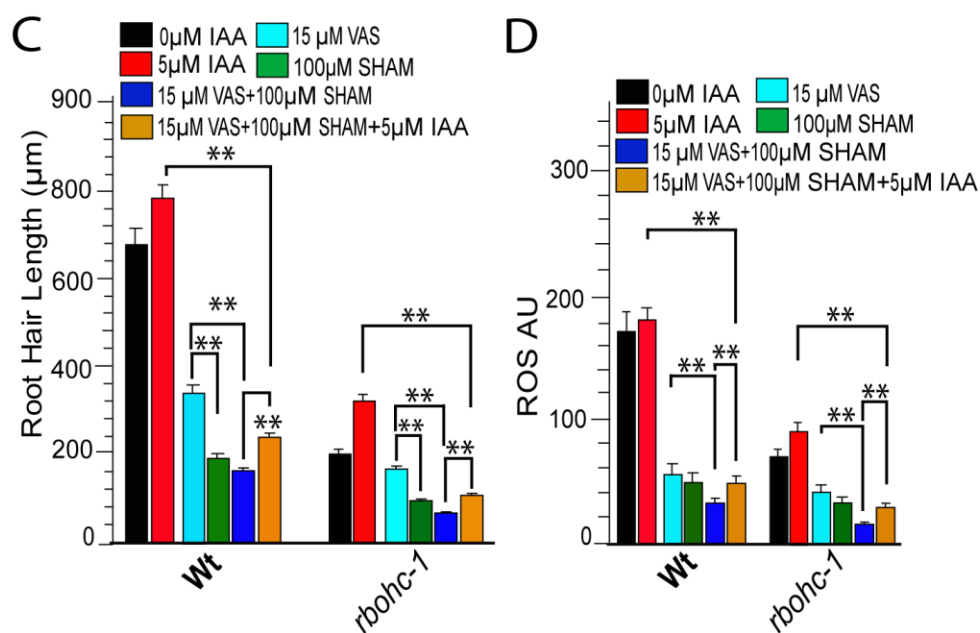 C
0µM IAA
15 µM VAS
5µM IAA
100µM SHAM
15 µM VAS+100µM SHAM
15µM VAS+100µM SHAM+5µM IAA
Root Hair Length (µm)
900
800
600
400
200
0
**
**
**
**
**
**
**
**
Wt
rbohc-1
D
0µM IAA
15 µM VAS
5µM IAA
100µM SHAM
15 µM VAS+100µM SHAM
15µM VAS+100µM SHAM+5µM IAA
ROS AU
300
200
100
0
**
**
**
**
**
**
Wt
rbohc-1